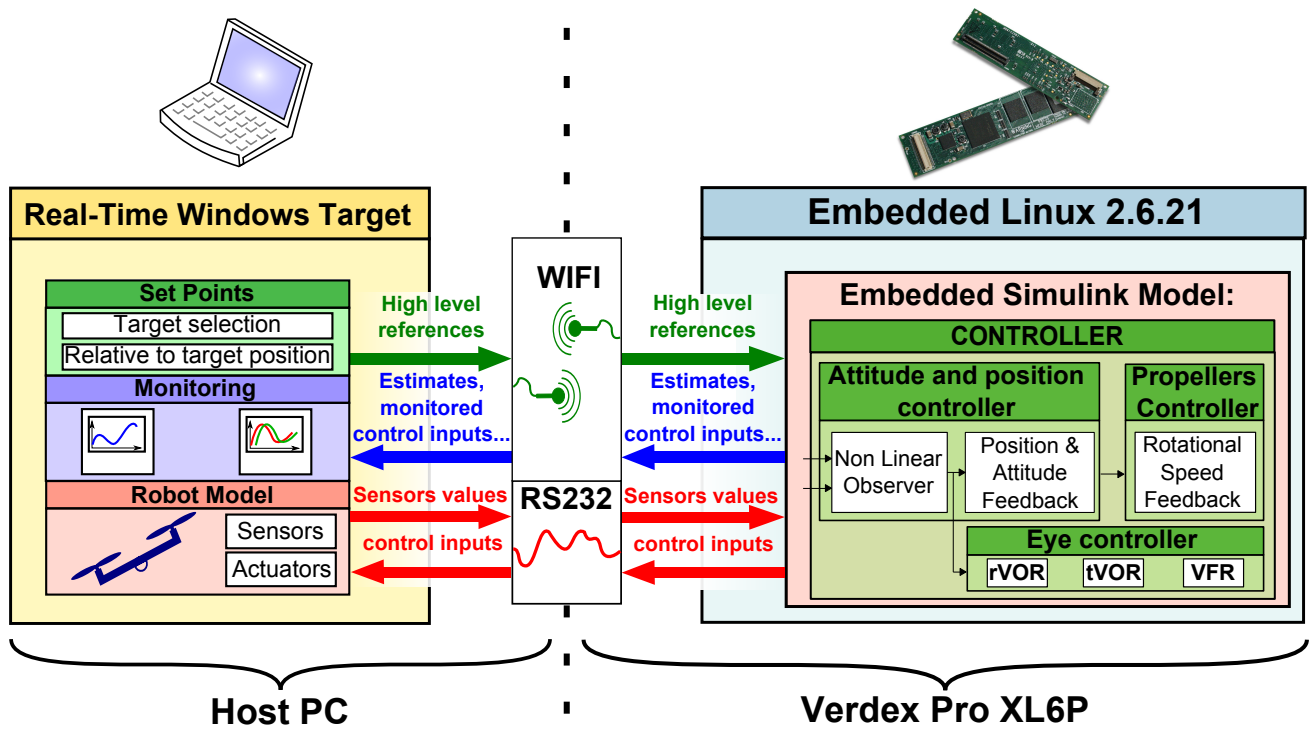 Real-Time Windows Target
Set Points
Target selection
Relative to target position
Monitoring
Robot Model
Sensors
Actuators
High level
references
Estimates,
monitored
control inputs...
Sensors values
control inputs
WIFI
RS232
High level
references
Estimates,
monitored
control inputs...
Sensors values
control inputs
Embedded Linux 2.6.21
Embedded Simulink Model:
CONTROLLER
Attitude and position
controller
Non Linear
Observer
Position &
Attitude
Feedback
Propellers
Controller
Rotational
Speed
Feedback
Eye controller
rVOR
tVOR
VFR
Host PC
Verdex Pro XL6P